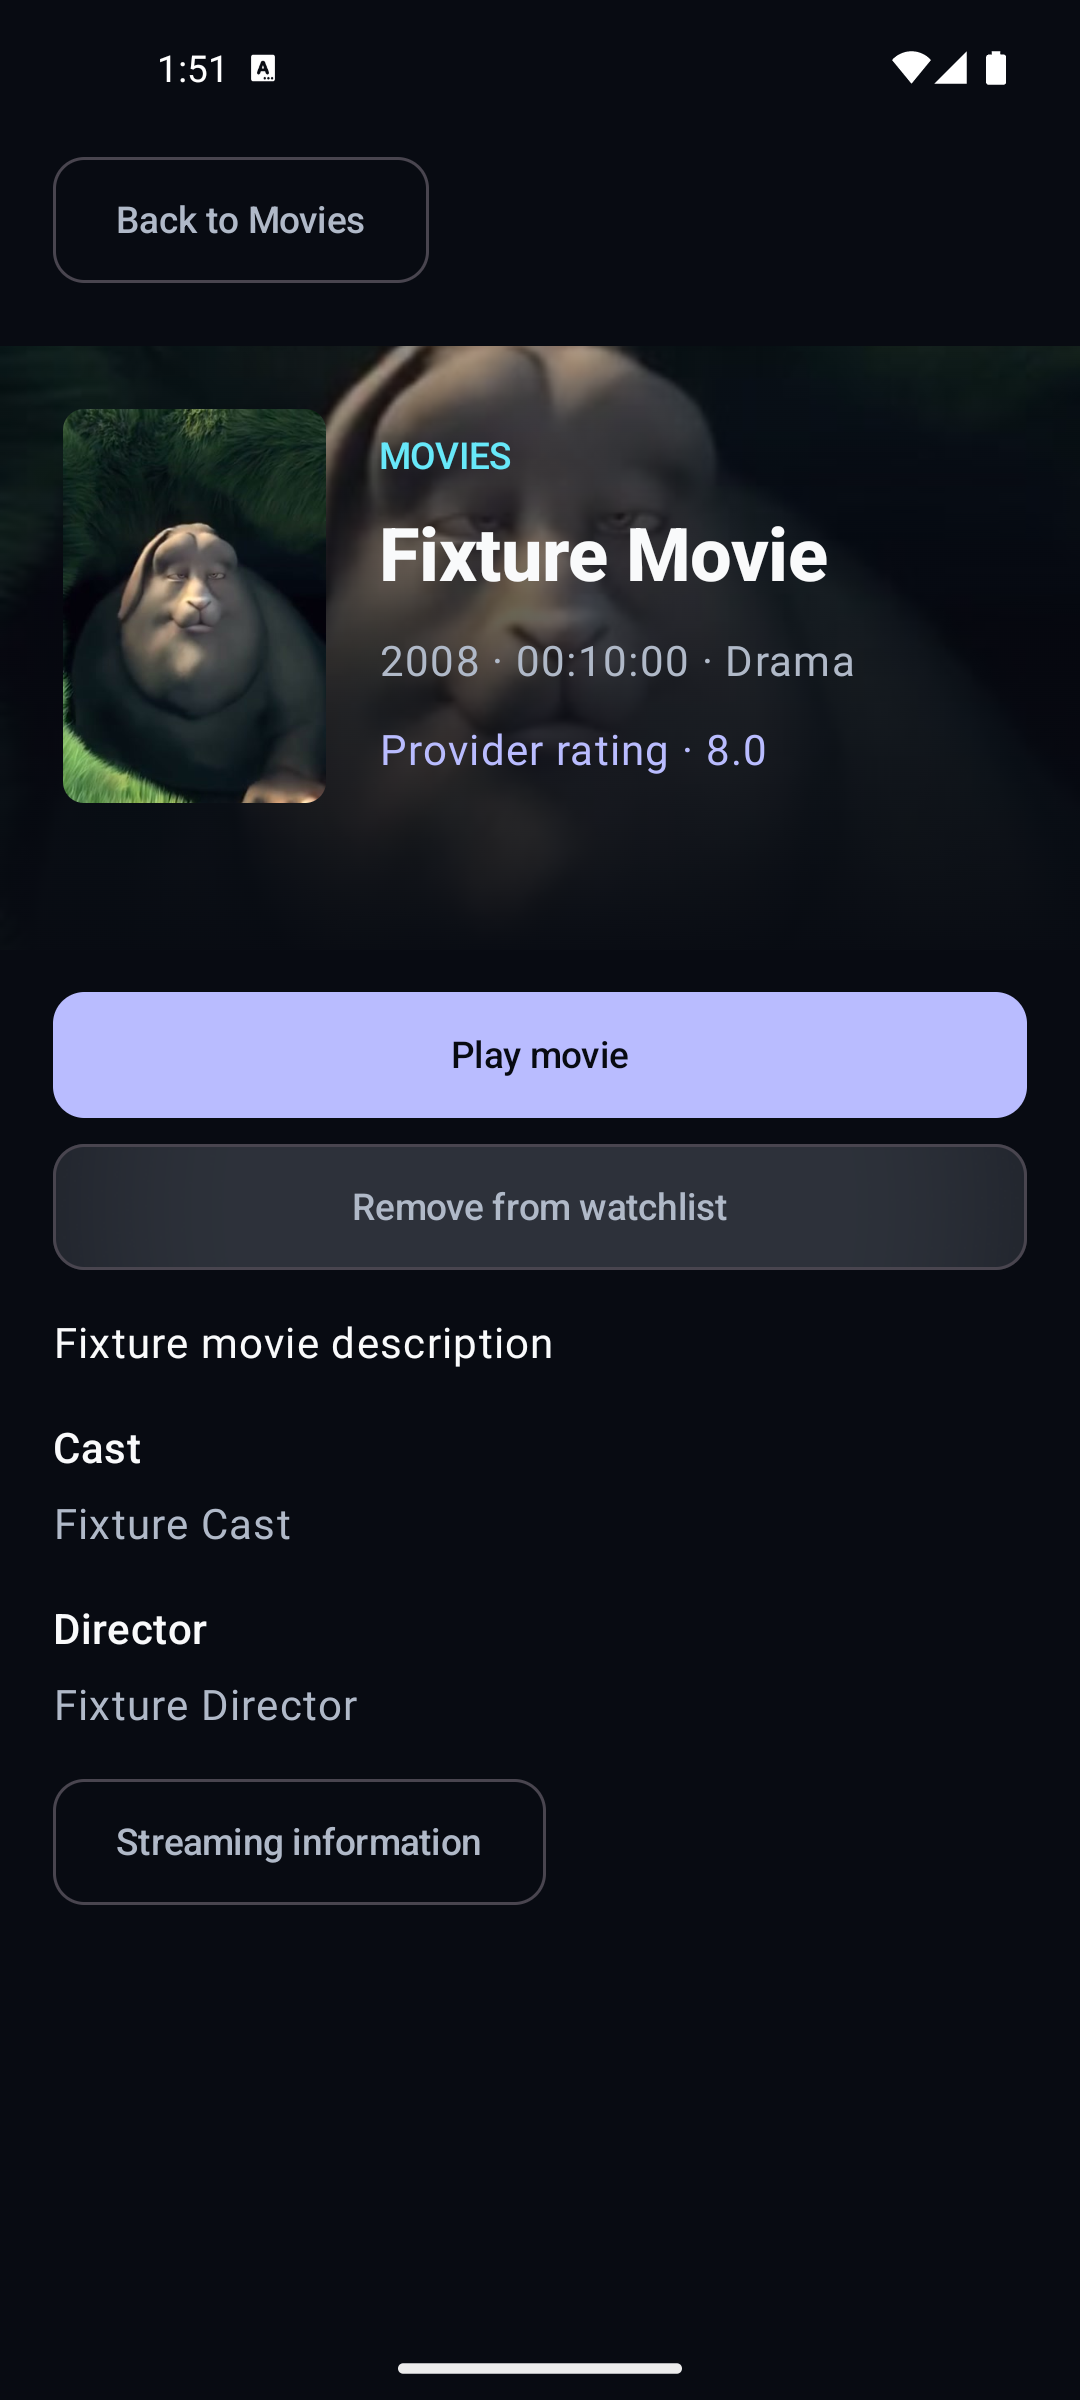 1:51
Back to Movies
MOVIES
Fixture Movie
2008 · 00:10:00 · Drama
Provider rating · 8.0
Play movie
Remove from watchlist
Fixture movie description
Cast
Fixture Cast
Director
Fixture Director
Streaming information